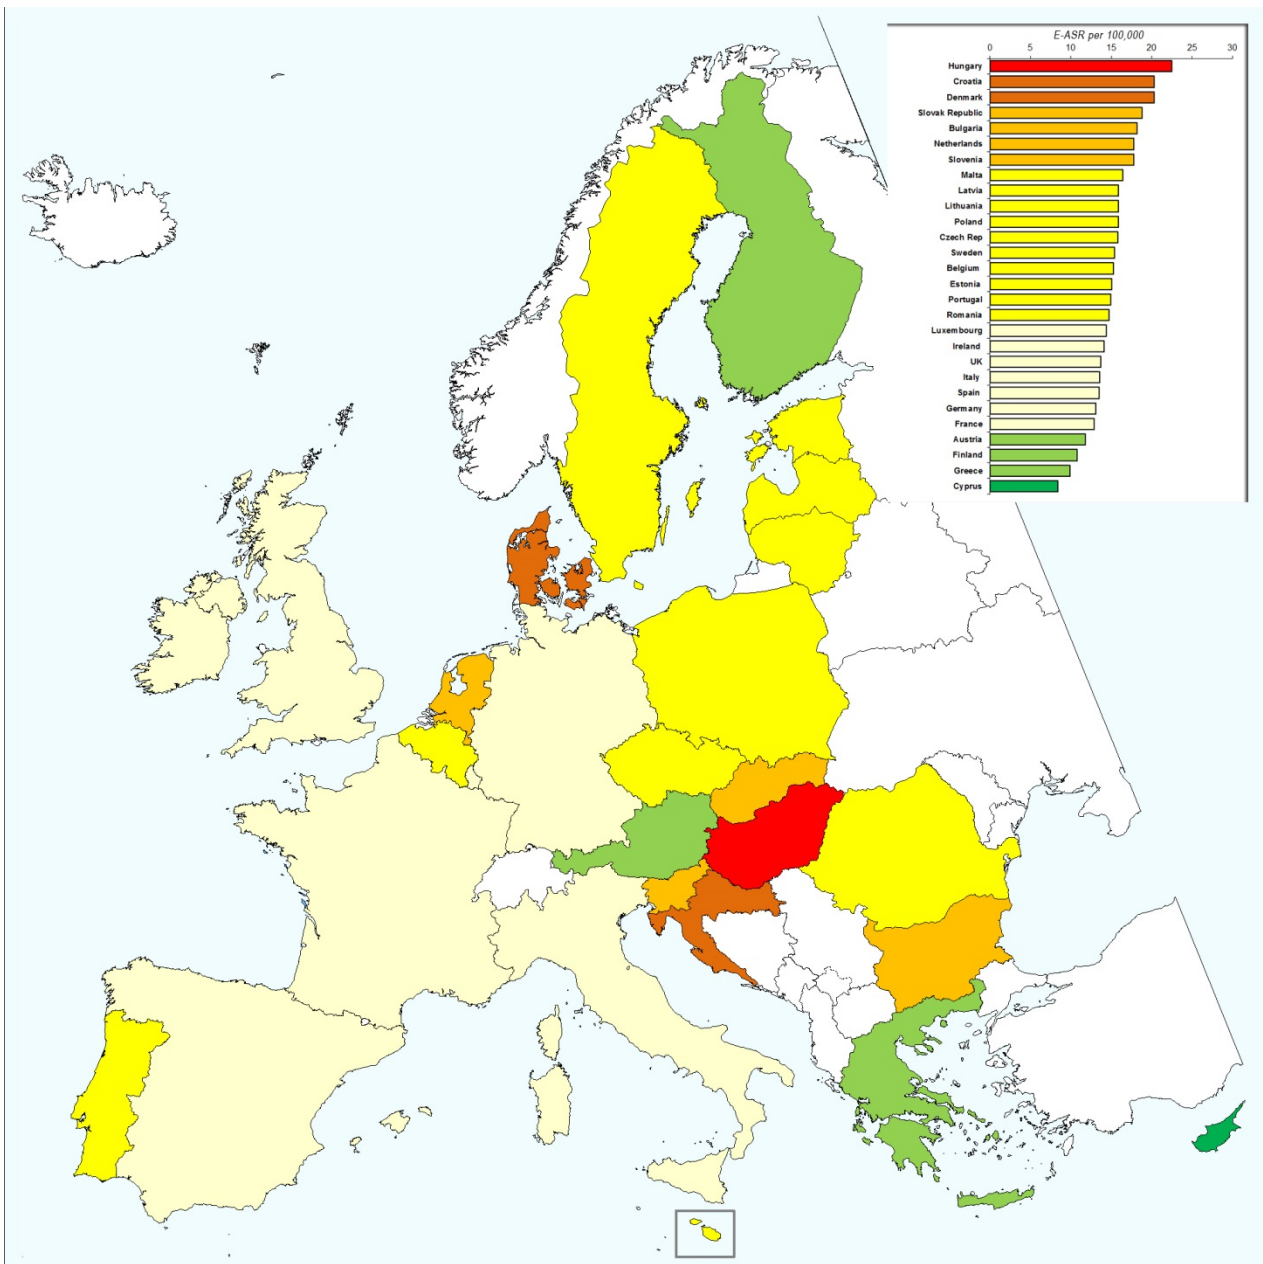 E-ASR per 100,000
0 5 10 15 20 25 30
Hungary
Croatia
Denmark
Slovak Republic
Bulgaria
Netherlands
Slovenia
Malta
Latvia
Lithuania
Poland
Czech Rep
Sweden
Belgium
Estonia
Portugal
Romania
Luxembourg
Ireland
UK
Italy
Spain
Germany
France
Austria
Finland
Greece
Cyprus